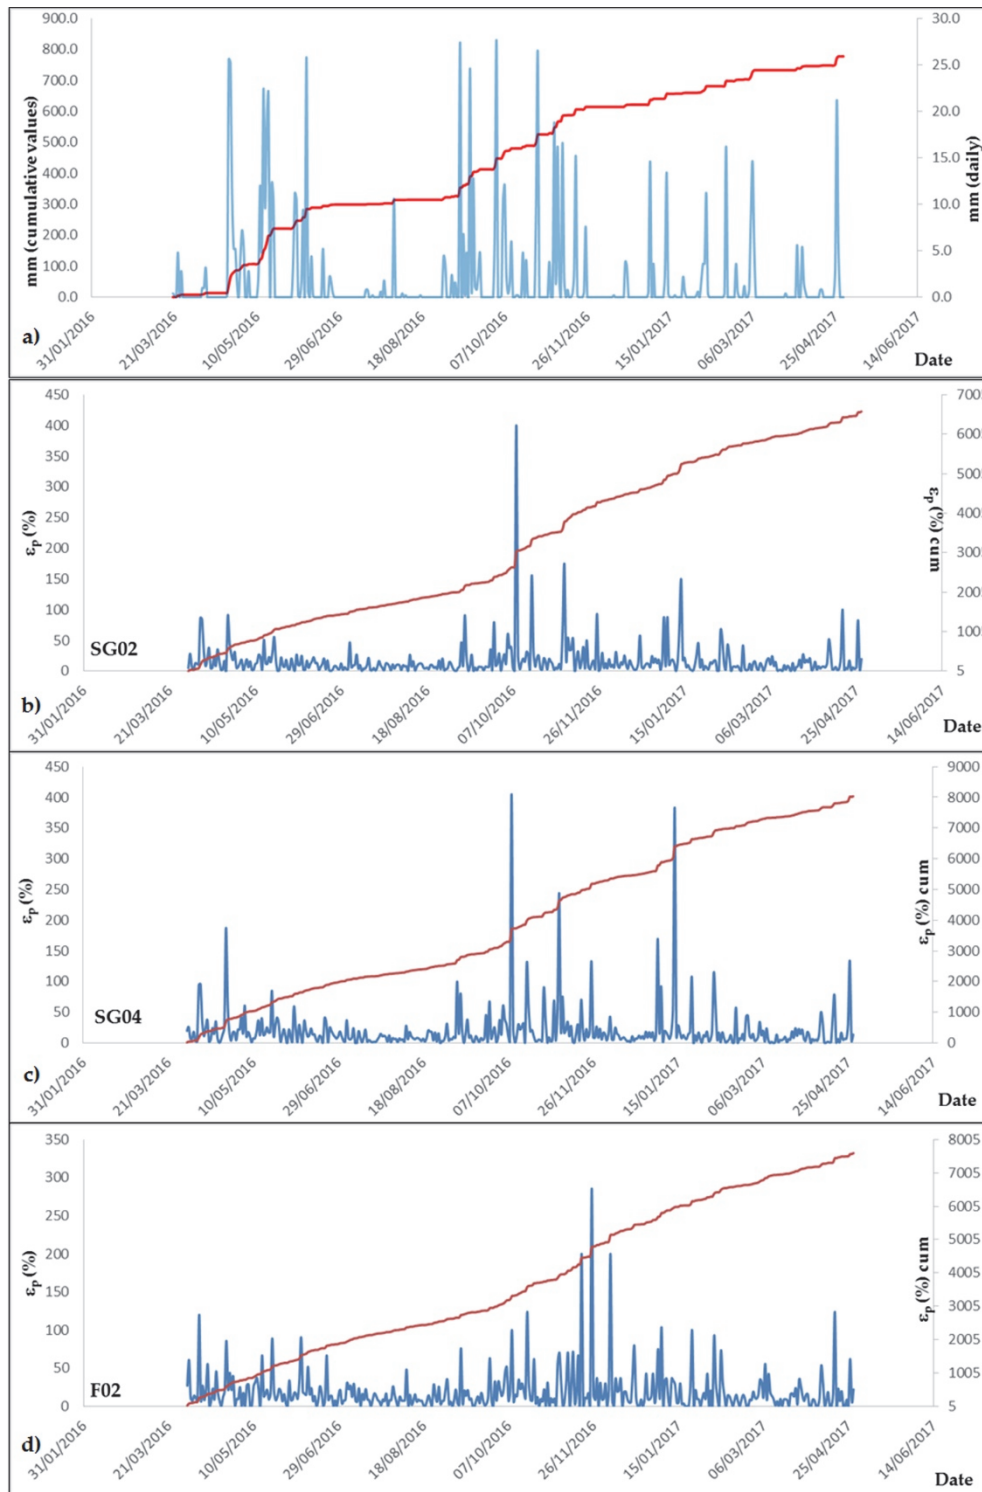 900.0 30.0
800.0
700.0 25.0
600.0 20.0
500.0
400.0 15.0
300.0 10.0
200.0 5.0
100.0
0.0 0.0
mm (cumulative values)
mm (daily)
31/01/2016 21/03/2016 10/05/2016 29/06/2016 18/08/2016 07/10/2016 26/11/2016 15/01/2017 06/03/2017 25/04/2017 14/06/2017
a)
Date
450 7005
400 6005
350 5005
300
250 4005
200 3005
150 2005
100 1005
50
0 5
εp (%)
εp (%) cum
SG02
31/01/2016 21/03/2016 10/05/2016 29/06/2016 18/08/2016 07/10/2016 26/11/2016 15/01/2017 06/03/2017 25/04/2017 14/06/2017
b)
Date
450 9000
400 8000
350 7000
300 6000
250 5000
200 4000
150 3000
100 2000
50 1000
0 0
εp (%)
εp (%) cum
SG04
31/01/2016 21/03/2016 10/05/2016 29/06/2016 18/08/2016 07/10/2016 26/11/2016 15/01/2017 06/03/2017 25/04/2017 14/06/2017
c)
Date
350 8005
300 7005
250 6005
200 5005
150 4005
100 3005
50 2005
0 1005
5
εp (%)
εp (%) cum
F02
31/01/2016 21/03/2016 10/05/2016 29/06/2016 18/08/2016 07/10/2016 26/11/2016 15/01/2017 06/03/2017 25/04/2017 14/06/2017
d)
Date